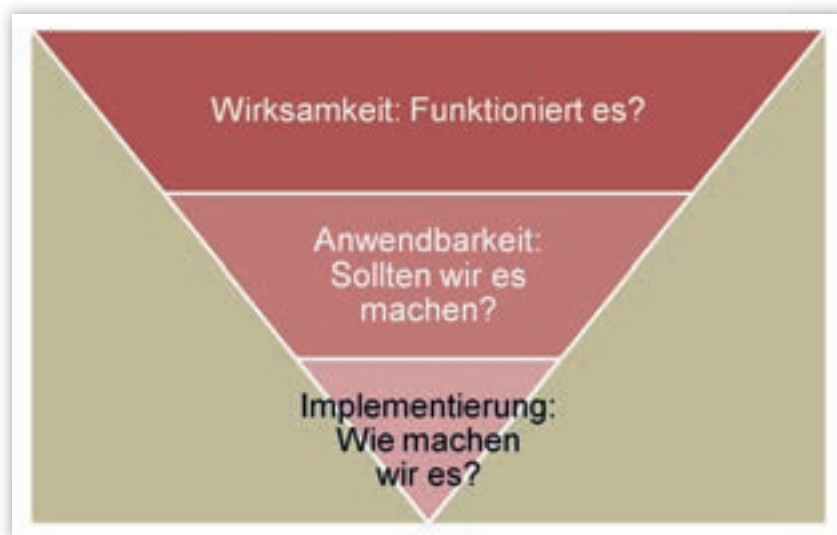 Wirksamkeit: Funktioniert es?
Anwendbarkeit:
Sollten wir es
machen?
Implementierung:
Wie machen
wir es?